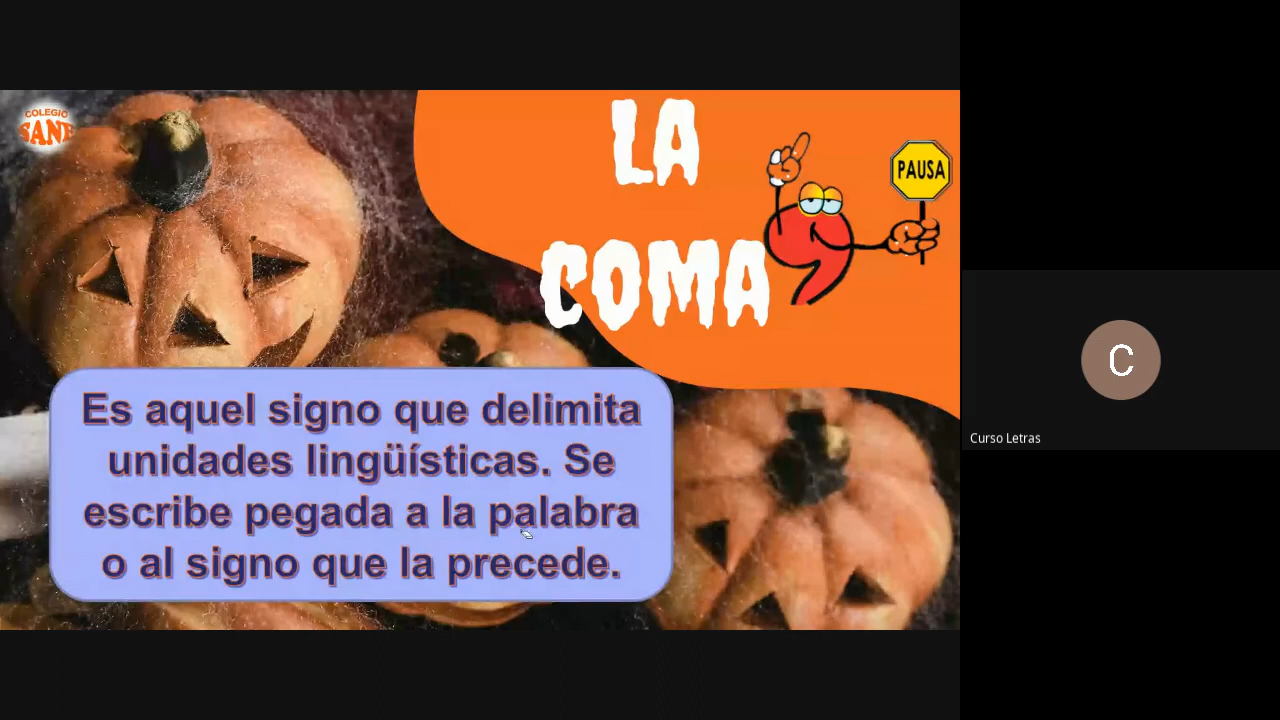 COLEGIO
LA
COMA
PAUSA
Es aquel signo que delimita
unidades lingüísticas. Se
escribe pegada a la palabra
o al signo que la precede.
C
Curso Letras